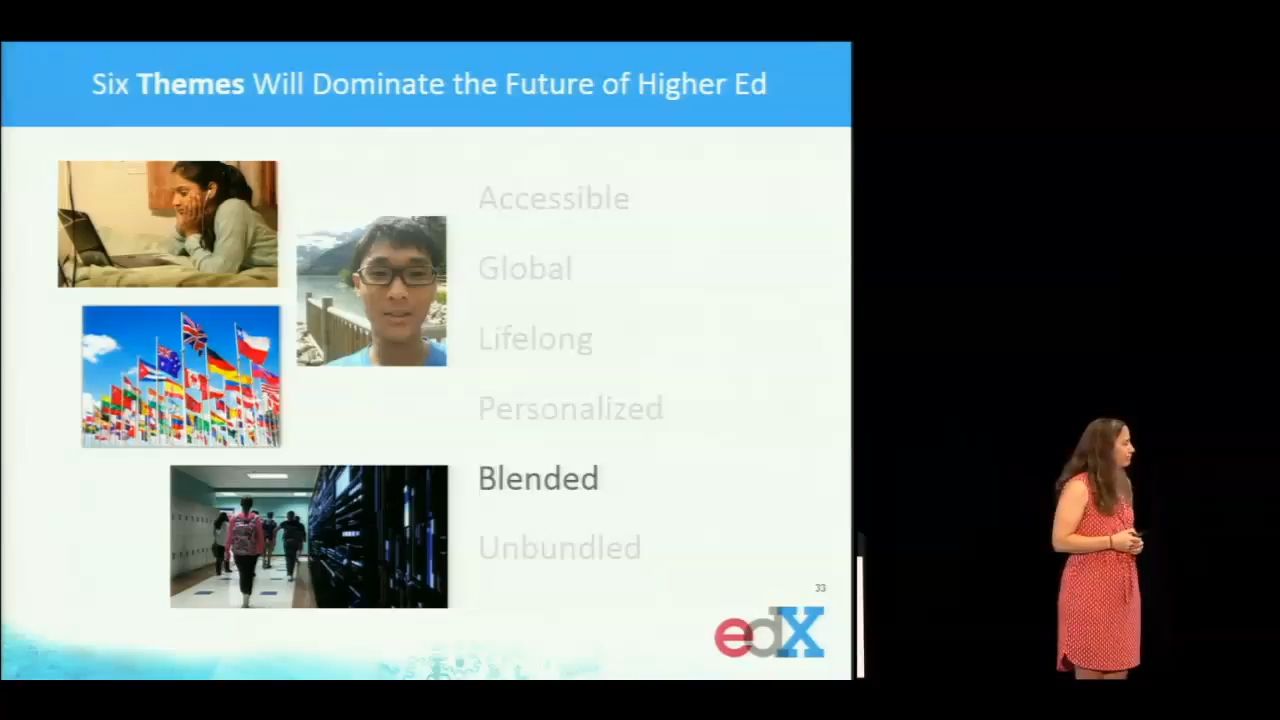 Six Themes Will Dominate the Future of Higher Ed
Accessible
Global
Lifelong
Personalized
Blended
Unbundled
33
edX